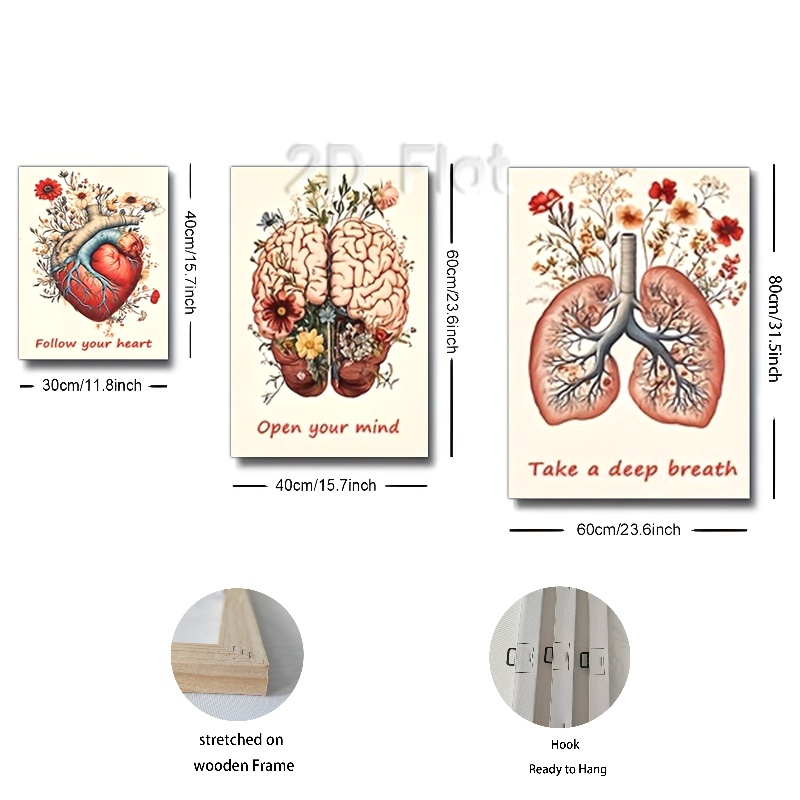 2D Flat
Follow your heart
40cm/15.7inch
30cm/11.8inch
Open your mind
60cm/23.6inch
40cm/15.7inch
Take a deep breath
80cm/31.5inch
60cm/23.6inch
stretched on
wooden Frame
Hook
Ready to Hang